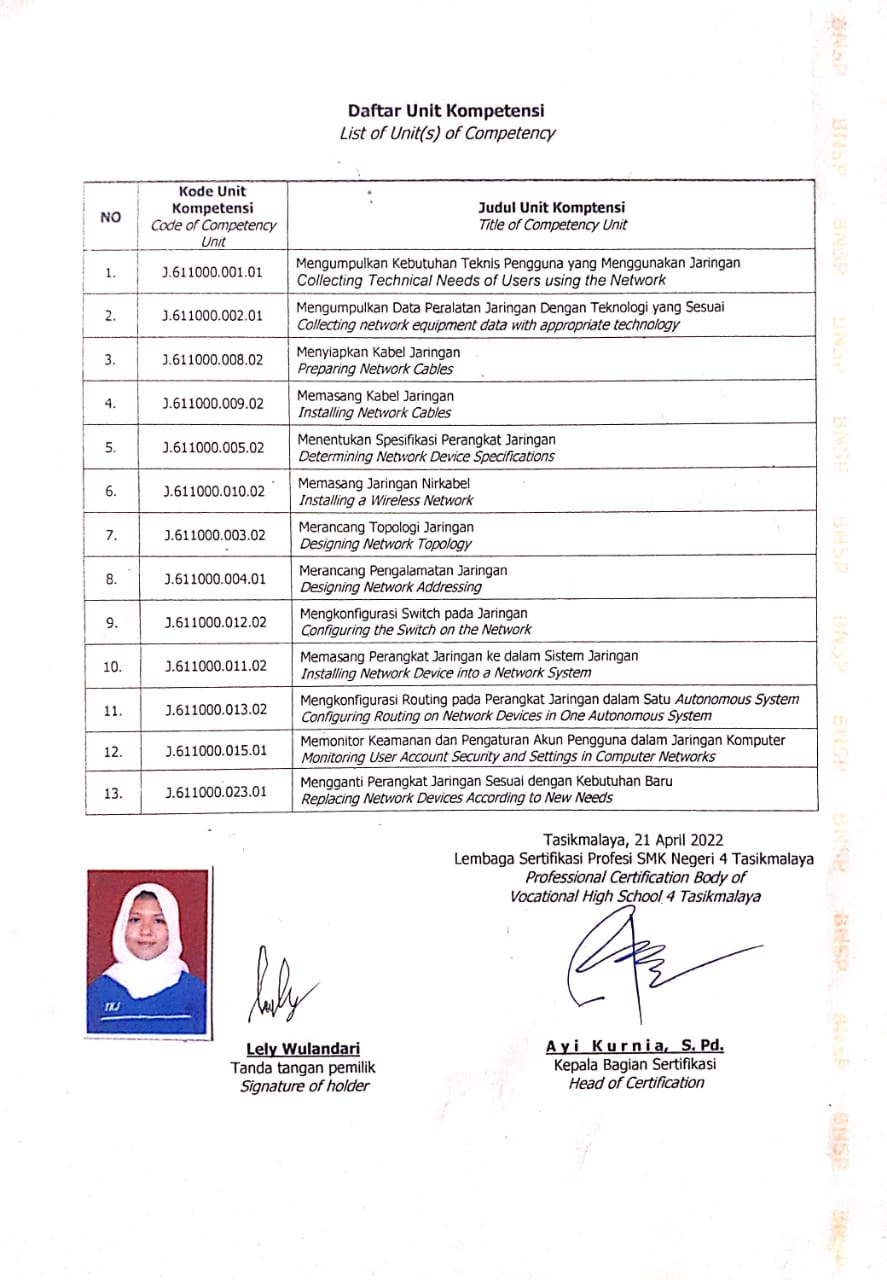 Daftar Unit Kompetensi
List of Unit(s) of Competency
NO
Kode Unit
Kompetensi
Code of Competency
Unit
Judul Unit Komptensi
Title of Competency Unit
1.
J.611000.001.01
Mengumpulkan Kebutuhan Teknis Pengguna yang Menggunakan Jaringan
Collecting Technical Needs of Users using the Network
2.
J.611000.002.01
Mengumpulkan Data Peralatan Jaringan Dengan Teknologi yang Sesuai
Collecting network equipment data with appropriate technology
3.
J.611000.008.02
Menyiapkan Kabel Jaringan
Preparing Network Cables
4.
J.611000.009.02
Memasang Kabel Jaringan
Installing Network Cables
5.
J.611000.005.02
Menentukan Spesifikasi Perangkat Jaringan
Determining Network Device Specifications
6.
J.611000.010.02
Memasang Jaringan Nirkabel
Installing a Wireless Network
7.
J.611000.003.02
Merancang Topologi Jaringan
Designing Network Topology
8.
J.611000.004.01
Merancang Pengalamatan Jaringan
Designing Network Addressing
9.
J.611000.012.02
Mengkonfigurasi Switch pada Jaringan
Configuring the Switch on the Network
10.
J.611000.011.02
Memasang Perangkat Jaringan ke dalam Sistem Jaringan
Installing Network Device into a Network System
11.
J.611000.013.02
Mengkonfigurasi Routing pada Perangkat Jaringan dalam Satu Autonomous System
Configuring Routing on Network Devices in One Autonomous System
12.
J.611000.015.01
Memonitor Keamanan dan Pengaturan Akun Pengguna dalam Jaringan Komputer
Monitoring User Account Security and Settings in Computer Networks
13.
J.611000.023.01
Mengganti Perangkat Jaringan Sesuai dengan Kebutuhan Baru
Replacing Network Devices According to New Needs
Tasikmalaya, 21 April 2022
Lembaga Sertifikasi Profesi SMK Negeri 4 Tasikmalaya
Professional Certification Body of
Vocational High School 4 Tasikmalaya
TKJ
Lely Wulandari
Tanda tangan pemilik
Signature of holder
Ayi Kurnia, S.Pd.
Kepala Bagian Sertifikasi
Head of Certification
BNSP
BNSP
BNSP
BNSP
BNSP
BNSP
BNSP
BNSP
BNSP
BNSP
BNSP
BNSP